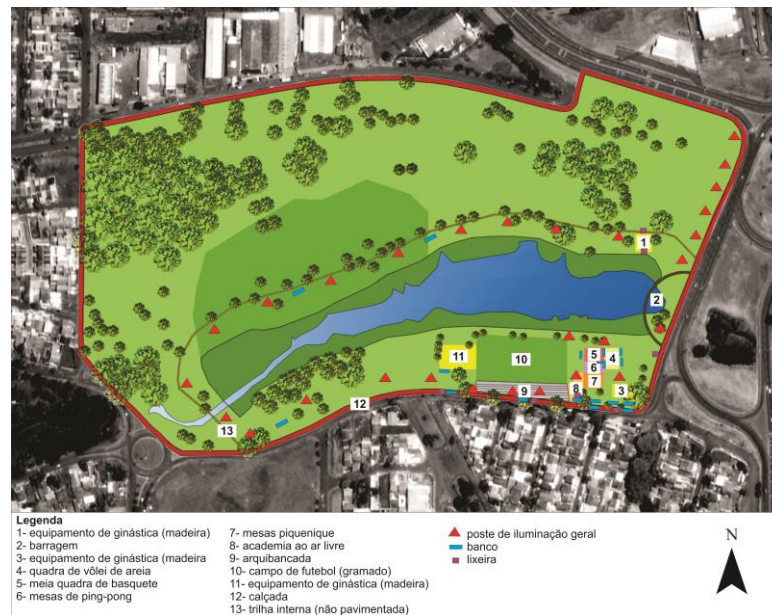 1
2
11
10
5
4
6
7
8
3
9
12
13
Legenda
1- equipamento de ginástica (madeira)
2- barragem
3- equipamento de ginástica (madeira
4- quadra de vôlei de areia
5- meia quadra de basquete
6- mesas de ping-pong
7- mesas piquenique
8- academia ao ar livre
9- arquibancada
10- campo de futebol (gramado)
11- equipamento de ginástica (madeira)
12- calçada
13- trilha interna (não pavimentada)
poste de iluminação geral
banco
lixeira
N